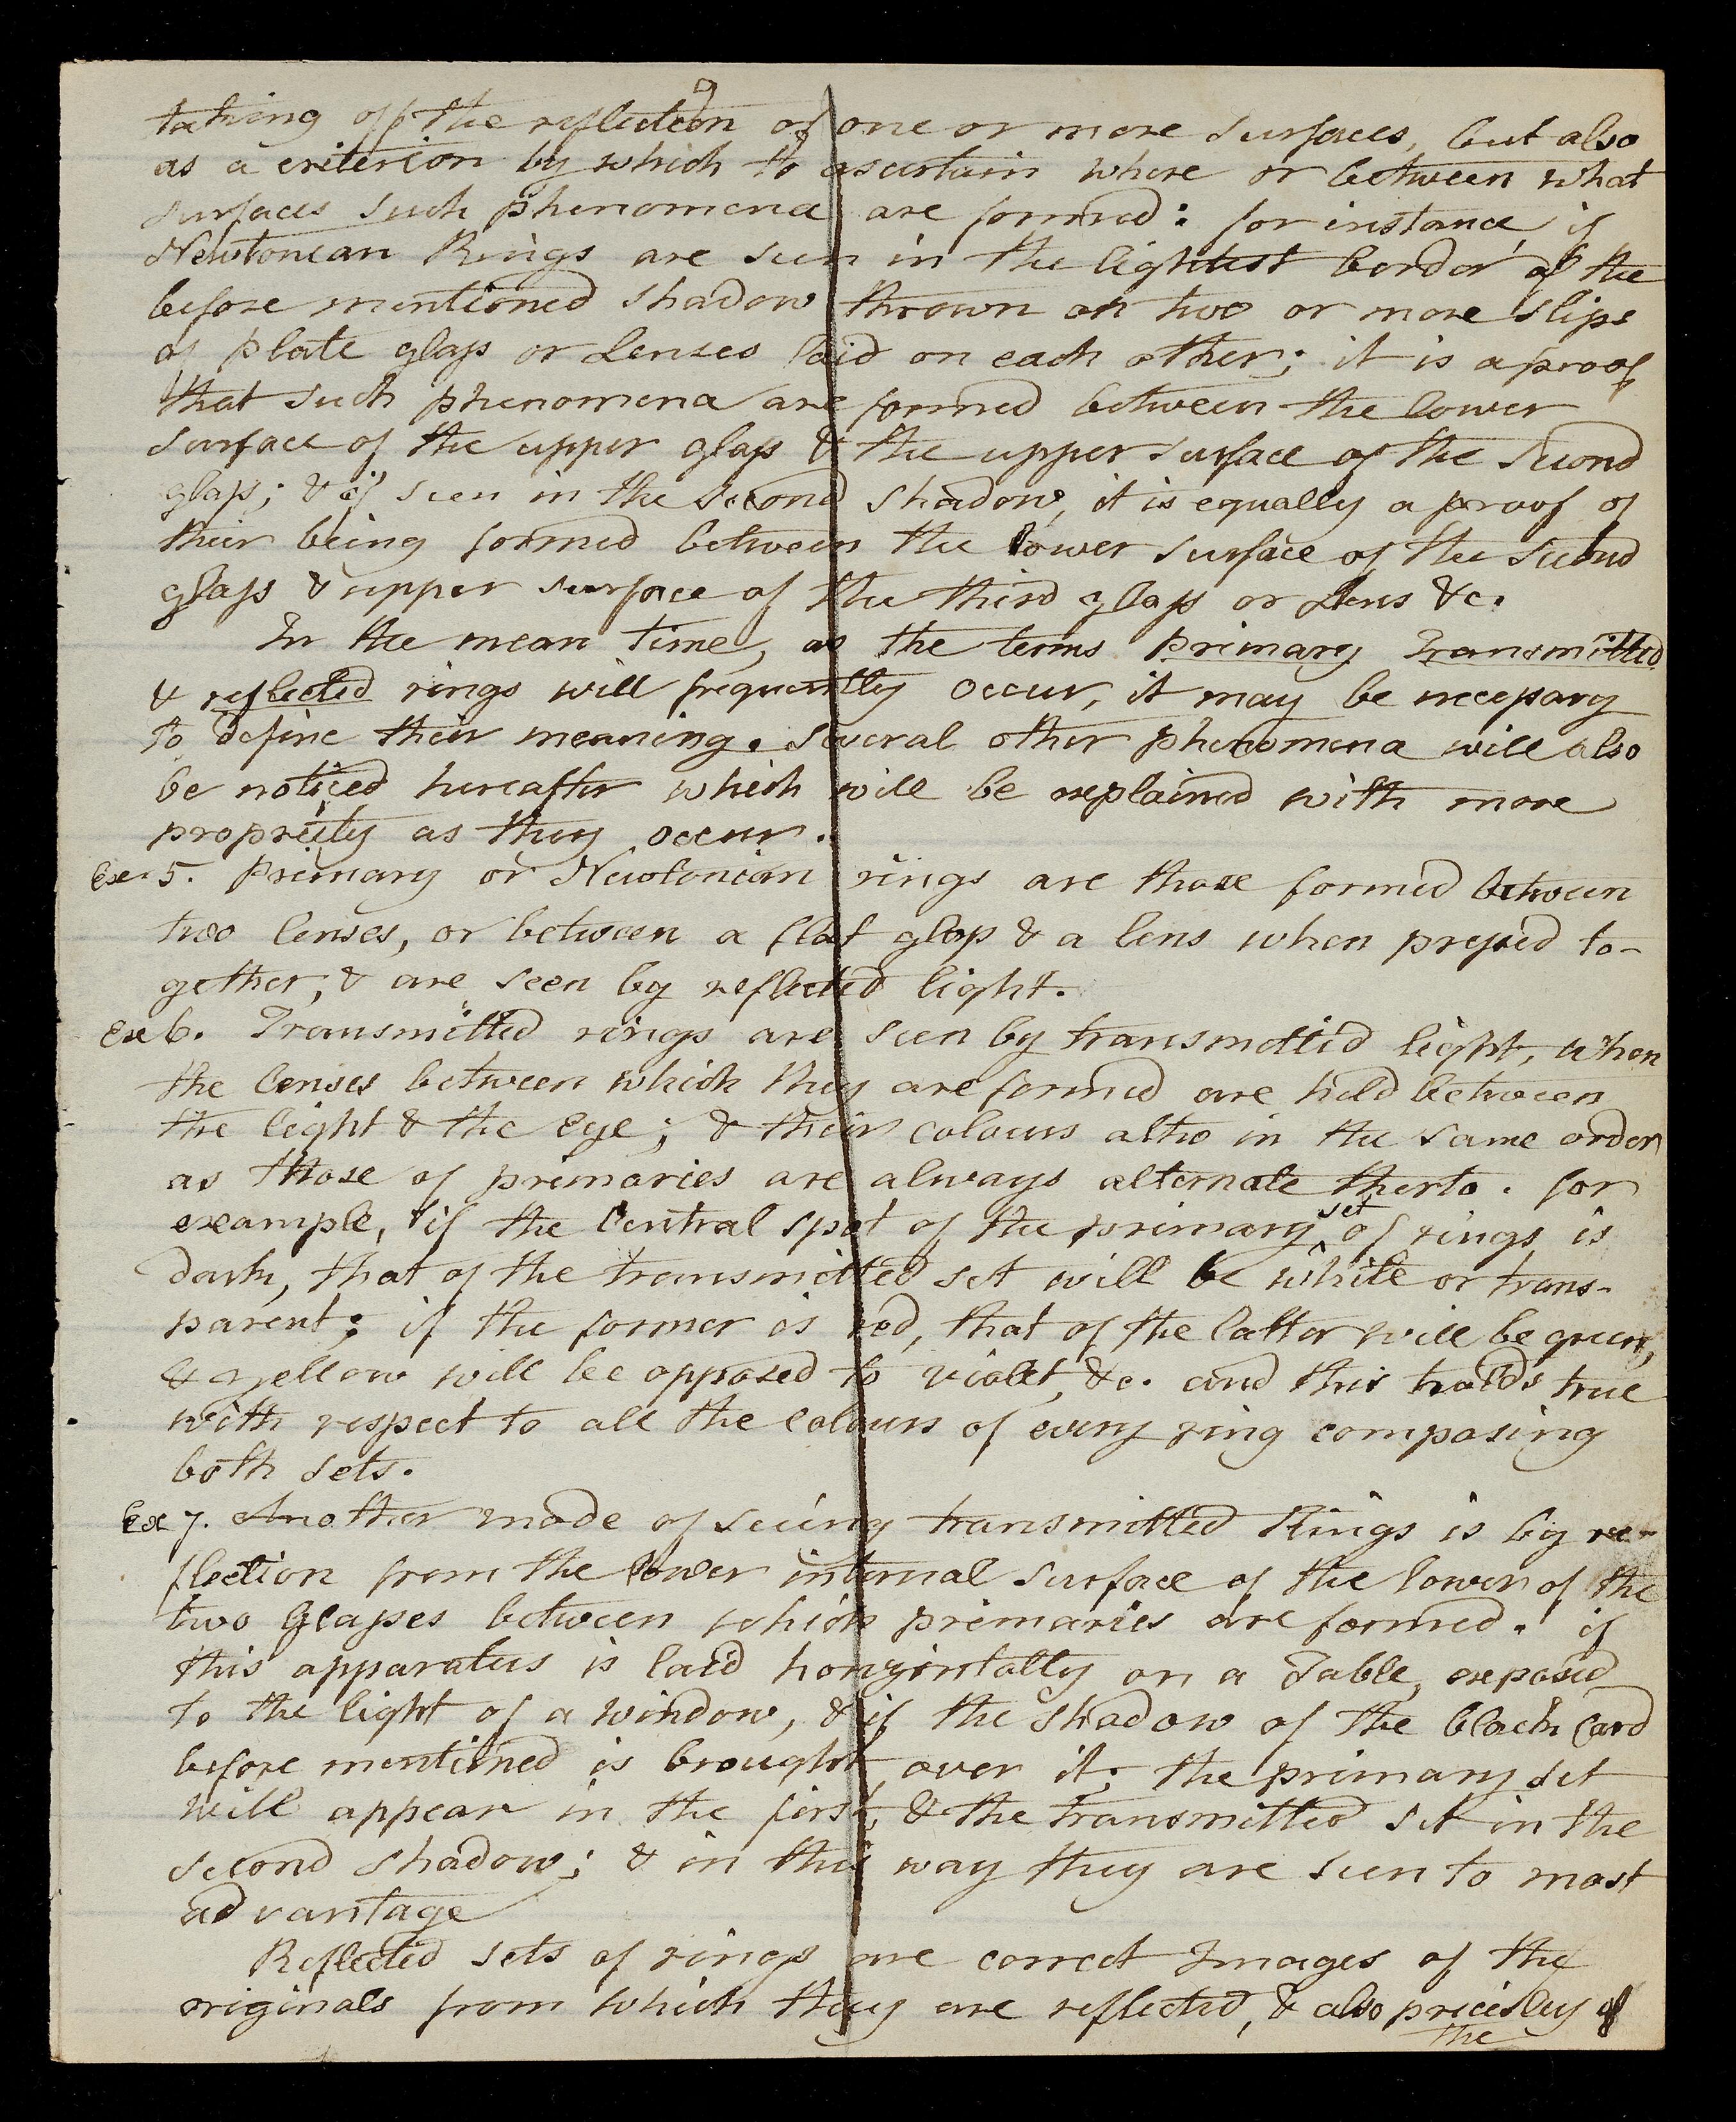 9
taking off the reflection of one or more surfaces, but also
as a criterion by which to ascertain where or between what
surfaces such phenomena are formed: for instance, if
Newtonian Rings are seen in the lightest border of the
before mentioned shadow thrown on two or more slips
of plate glass or Lenses laid on each other; it is a proof
that such phenomena are formed between the lower
surface of the upper glass & the upper surface of the second
glass; & if seen in the second shadow, it is equally a proof of
their being formed between the lower surface of the second
glass & upper surface of the third glass or Lens &c.
In the mean time, as the terms primary Transmitted
& reflected rings will frequently occur, it may be necessary
to define their meaning. Several other phenomena will also
be noticed hereafter which will be explained with more
propriety as they occur.
Ex. 5. Primary or Newtonian rings are those formed between
two lenses, or between a flat glass & a lens when pressed to-
gether, & are seen by reflected light.
Ex 6. Transmitted rings are seen by transmitted light, when
the lenses between which they are formed are held between
the light & the eye; & their colours altho in the same order
as those of primaries are always alternate therto. for
example, if the central spot of the primary set of rings is
dark, that of the transmitted set will be white or trans-
parent; if the former is red, that of the latter will be green,
& yellow will be opposed to violet, &c. and this holds true
with respect to all the colours of every ring composing
both sets.
Ex 7. Another mode of seeing transmitted Rings is by re-
flection from the lower internal surface of the lower of the
two Glasses between which primaries are formed. if
this apparatus is laid horizontally on a Table, exposed
to the light of a window, & if the shadow of the black card
before mentioned is brought over it; the primary set
will appear in the first, & the transmitted set in the
second shadow; & in this way they are seen to most
advantage
Reflected sets of rings are correct Images of the
originals from which they are reflected, & also precisley of
the